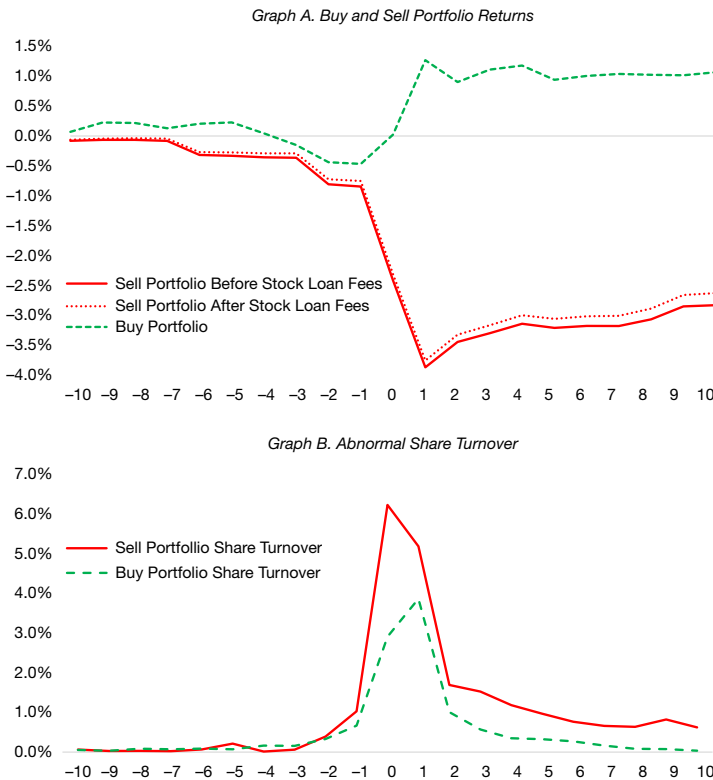 Graph A. Buy and Sell Portfolio Returns
1.5%
1.0%
0.5%
0.0%
−0.5%
−1.0%
−1.5%
−2.0%
−2.5%
−3.0%
−3.5%
−4.0%
Sell Portfolio Before Stock Loan Fees
Sell Portfolio After Stock Loan Fees
Buy Portfolio
−10 −9 −8 −7 −6 −5 −4 −3 −2 −1 0 1 2 3 4 5 6 7 8 9 10
Graph B. Abnormal Share Turnover
7.0%
6.0%
5.0%
4.0%
3.0%
2.0%
1.0%
0.0%
Sell Portfollio Share Turnover
Buy Portfolio Share Turnover
−10 −9 −8 −7 −6 −5 −4 −3 −2 −1 0 1 2 3 4 5 6 7 8 9 10